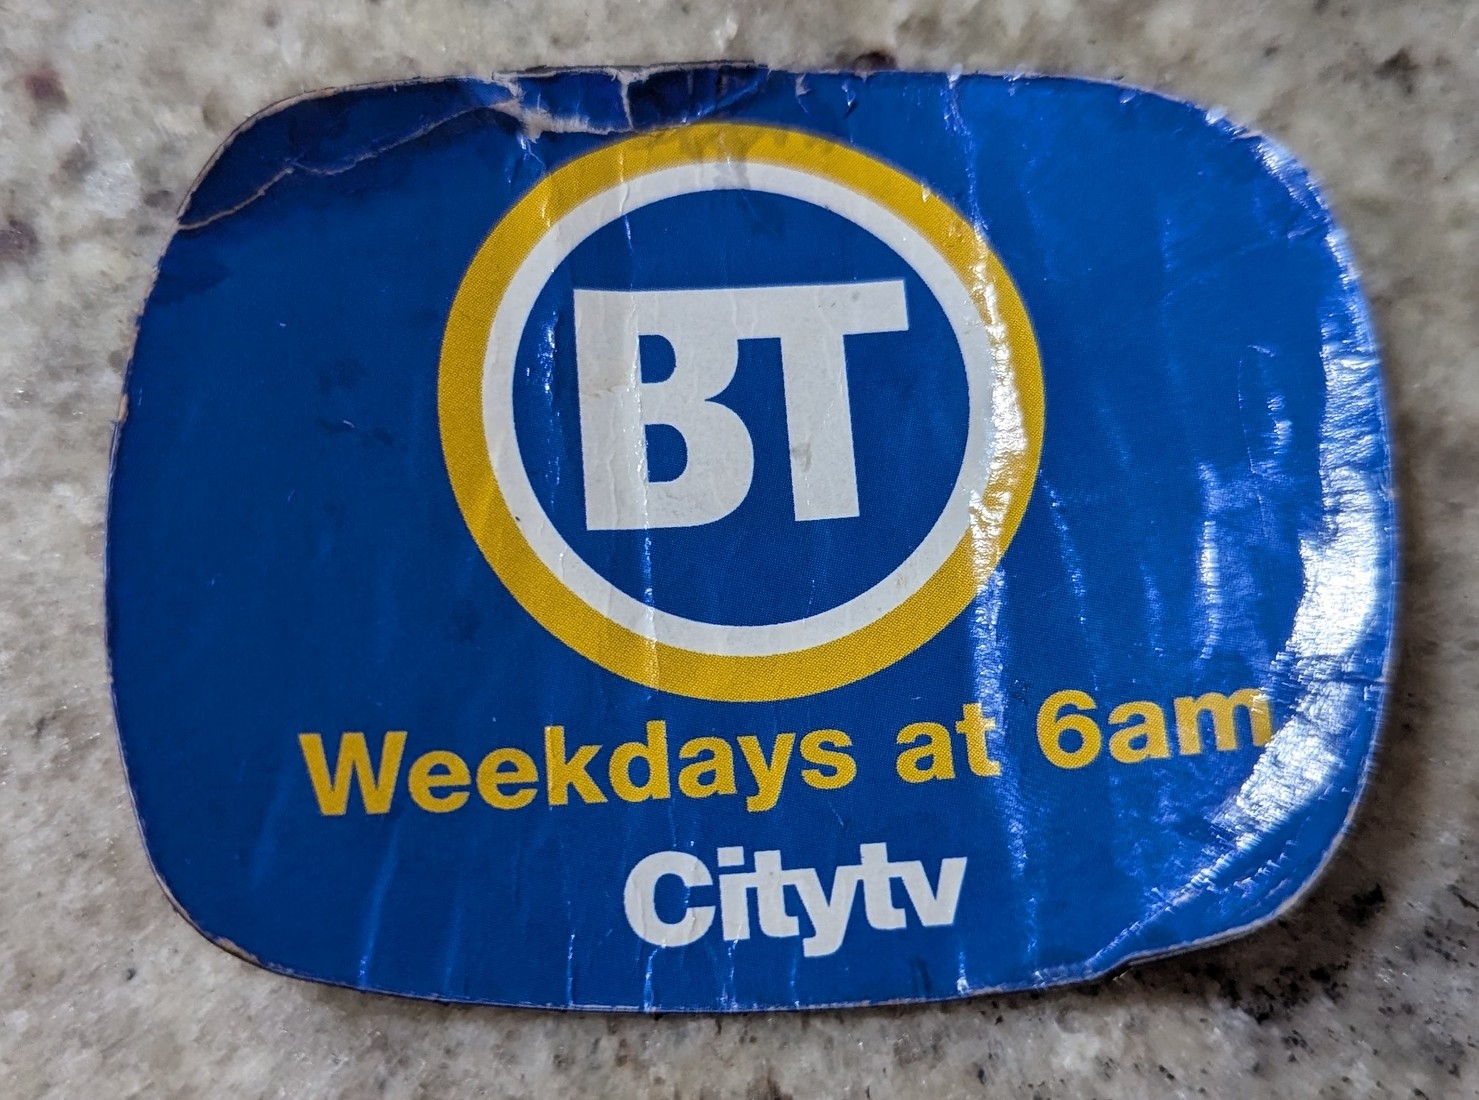 BT
Weekdays at 6am
Citytv